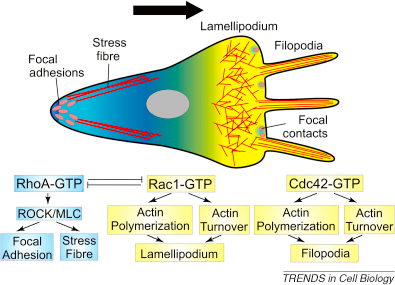 Lamellipodium
Stress
fibre
Filopodia
Focal
adhesions
Focal
contacts
RhoA-GTP
Rac1-GTP
Cdc42-GTP
ROCK/MLC
Actin
Polymerization
Actin
Turnover
Actin
Polymerization
Actin
Turnover
Focal
Adhesion
Stress
Fibre
Lamellipodium
Filopodia
TRENDS in Cell Biology